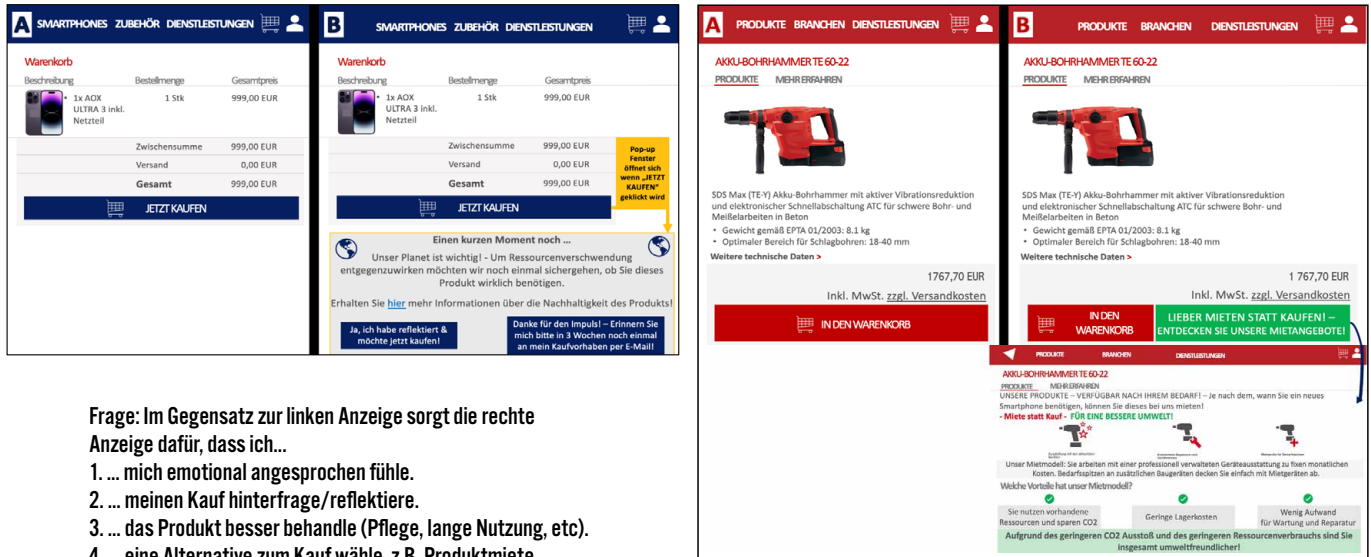 A SMARTPHONES ZUBEHÖR DIENSTLEISTUNGEN
Warenkorb
Beschreibung Bestellmenge Gesamtpreis
• 1x AOX 1 Stk 999,00 EUR
ULTRA 3 inkl.
Netzteil
Zwischensumme 999,00 EUR
Versand 0,00 EUR
Gesamt 999,00 EUR
JETZT KAUFEN
B SMARTPHONES ZUBEHÖR DIENSTLEISTUNGEN
Warenkorb
Beschreibung Bestellmenge Gesamtpreis
• 1x AOX 1 Stk 999,00 EUR
ULTRA 3 inkl.
Netzteil
Zwischensumme 999,00 EUR
Versand 0,00 EUR
Gesamt 999,00 EUR
JETZT KAUFEN
Pop-up
Fenster
öffnet sich
wenn „JETZT
KAUFEN"
geklickt wird
Einen kurzen Moment noch ...
Unser Planet ist wichtig! - Um Ressourcenverschwendung
entgegenzuwirken möchten wir noch einmal sichergehen, ob Sie dieses
Produkt wirklich benötigen.
Erhalten Sie hier mehr Informationen über die Nachhaltigkeit des Produkts!
Ja, ich habe reflektiert &
möchte jetzt kaufen!
Danke für den Impuls! – Erinnern Sie
mich bitte in 3 Wochen noch einmal
an mein Kaufvorhaben per E-Mail!
A PRODUKTE BRANCHEN DIENSTLEISTUNGEN
AKKU-BOHRHAMMER TE 60-22
PRODUKTE MEHR ERFAHREN
SDS Max (TE-Y) Akku-Bohrhammer mit aktiver Vibrationsreduktion
und elektronischer Schnellabschaltung ATC für schwere Bohr- und
Meißelarbeiten in Beton
• Gewicht gemäß EPTA 01/2003: 8.1 kg
• Optimaler Bereich für Schlagbohren: 18-40 mm
Weitere technische Daten >
1767,70 EUR
Inkl. MwSt. zzgl. Versandkosten
IN DEN WARENKORB
B PRODUKTE BRANCHEN DIENSTLEISTUNGEN
AKKU-BOHRHAMMER TE 60-22
PRODUKTE MEHR ERFAHREN
SDS Max (TE-Y) Akku-Bohrhammer mit aktiver Vibrationsreduktion
und elektronischer Schnellabschaltung ATC für schwere Bohr- und
Meißelarbeiten in Beton
• Gewicht gemäß EPTA 01/2003: 8.1 kg
• Optimaler Bereich für Schlagbohren: 18-40 mm
Weitere technische Daten >
1 767,70 EUR
Inkl. MwSt. zzgl. Versandkosten
IN DEN
WARENKORB
LIEBER MIETEN STATT KAUFEN! –
ENTDECKEN SIE UNSERE MIETANGEBOTE!
PRODUKTE BRANCHEN DIENSTLEISTUNGEN
AKKU-BOHRHAMMER TE 60-22
PRODUKTE MEHR ERFAHREN
UNSERE PRODUKTE – VERFÜGBAR NACH IHREM BEDARF! – Je nach dem, wann Sie ein neues
Smartphone benötigen, können Sie dieses bei uns mieten!
- Miete statt Kauf - FÜR EINE BESSERE UMWELT!
Unser Mietmodell: Sie arbeiten mit einer professionell verwalteten Geräteausstattung zu fixen monatlichen
Kosten. Bedarfsspitzen an zusätzlichen Baugeräten decken Sie einfach mit Mietgeräten ab.
Welche Vorteile hat unser Mietmodell?
Sie nutzen vorhandene
Ressourcen und sparen CO2
Geringe Lagerkosten
Wenig Aufwand
für Wartung und Reparatur
Aufgrund des geringeren CO2 Ausstoß und des geringeren Ressourcenverbrauchs sind Sie
insgesamt umweltfreundlicher!
Frage: Im Gegensatz zur linken Anzeige sorgt die rechte
Anzeige dafür, dass ich...
1. ... mich emotional angesprochen fühle.
2. ... meinen Kauf hinterfrage/reflektiere.
3. ... das Produkt besser behandle (Pflege, lange Nutzung, etc).
4. ... eine Alternative zum Kauf wähle, z.B. Produktmiete